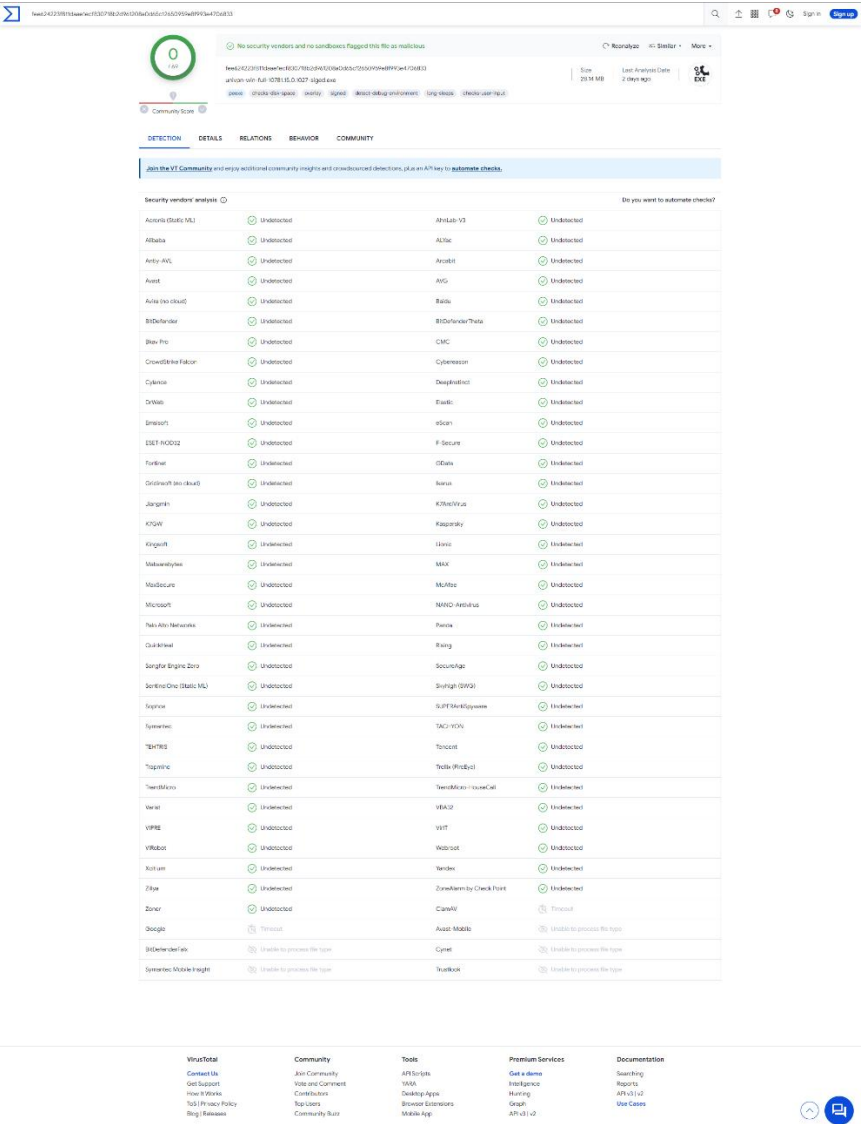 Sign in
Sign up
0
/ 69
Community Score
No security vendors and no sandboxes flagged this file as malicious
Reanalyze
Similar
More
Size
29.14 MB
Last Analysis Date
2 days ago
EXE
peexe
checks-disk-space
overlay
signed
detect-debug-environment
long-sleeps
checks-user-input
DETECTION
DETAILS
RELATIONS
BEHAVIOR
COMMUNITY
Join the VT Community and enjoy additional community insights and crowdsourced detections, plus an API key to automate checks.
Security vendors' analysis
Do you want to automate checks?
Acronis (Static ML) Undetected AhnLab-V3 Undetected
Alibaba Undetected ALYac Undetected
Antiy-AVL Undetected Arcabit Undetected
Avast Undetected AVG Undetected
Avira (no cloud) Undetected Baidu Undetected
BitDefender Undetected BitDefenderTheta Undetected
Bkav Pro Undetected CMC Undetected
CrowdStrike Falcon Undetected Cybereason Undetected
Cylance Undetected DeepInstinct Undetected
DrWeb Undetected Elastic Undetected
Emsisoft Undetected eScan Undetected
ESET-NOD32 Undetected F-Secure Undetected
Fortinet Undetected GData Undetected
Gridinsoft (no cloud) Undetected Ikarus Undetected
Jiangmin Undetected K7AntiVirus Undetected
K7GW Undetected Kaspersky Undetected
Kingsoft Undetected Lionic Undetected
Malwarebytes Undetected MAX Undetected
MaxSecure Undetected McAfee Undetected
Microsoft Undetected NANO-Antivirus Undetected
Palo Alto Networks Undetected Panda Undetected
QuickHeal Undetected Rising Undetected
Sangfor Engine Zero Undetected SecureAge Undetected
SentinelOne (Static ML) Undetected Skyhigh (SWG) Undetected
Sophos Undetected SUPERAntiSpyware Undetected
Symantec Undetected TACHYON Undetected
TEHTRIS Undetected Tencent Undetected
Trapmine Undetected Trellix (FireEye) Undetected
TrendMicro Undetected TrendMicro-HouseCall Undetected
Varist Undetected VBA32 Undetected
VIPRE Undetected VirIT Undetected
ViRobot Undetected Webroot Undetected
Xcitium Undetected Yandex Undetected
Zillya Undetected ZoneAlarm by Check Point Undetected
Zoner Undetected ClamAV Timeout
Google Timeout Avast-Mobile Unable to process file type
BitDefenderFalx Unable to process file type Cynet Unable to process file type
Symantec Mobile Insight Unable to process file type Trustlook Unable to process file type
VirusTotal
Contact Us
Get Support
How It Works
ToS | Privacy Policy
Blog | Releases
Community
Join Community
Vote and Comment
Contributors
Top Users
Community Buzz
Tools
API Scripts
YARA
Desktop Apps
Browser Extensions
Mobile App
Premium Services
Get a demo
Intelligence
Hunting
Graph
API v3 | v2
Documentation
Searching
Reports
API v3 | v2
Use Cases